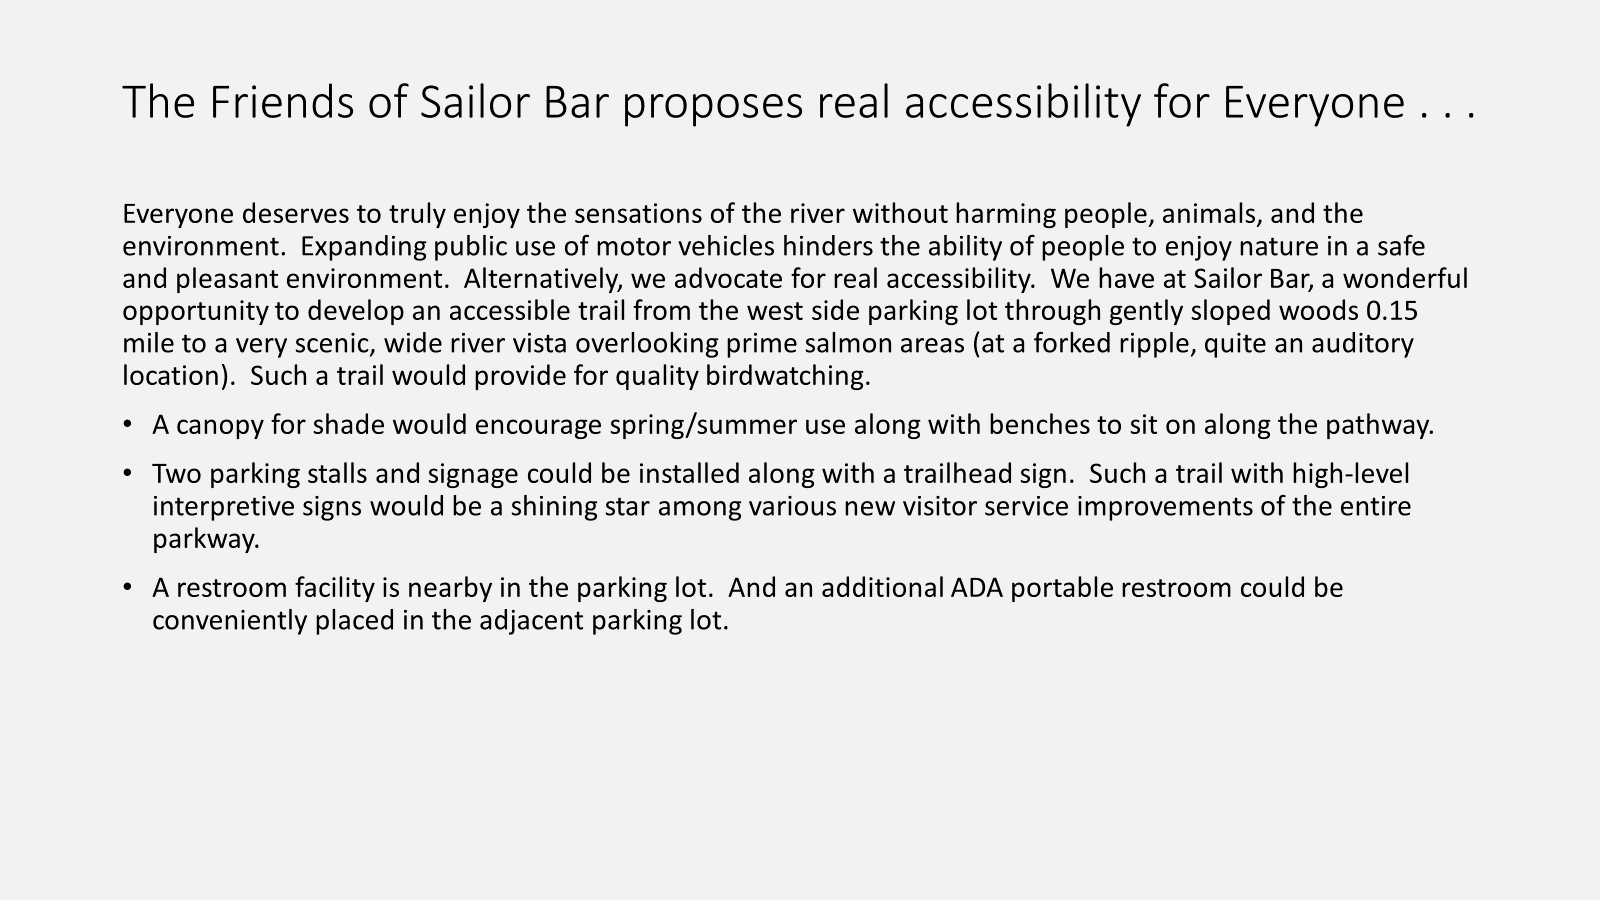 The Friends of Sailor Bar proposes real accessibility for Everyone . . .
Everyone deserves to truly enjoy the sensations of the river without harming people, animals, and the
environment.  Expanding public use of motor vehicles hinders the ability of people to enjoy nature in a safe
and pleasant environment.  Alternatively, we advocate for real accessibility.  We have at Sailor Bar, a wonderful
opportunity to develop an accessible trail from the west side parking lot through gently sloped woods 0.15
mile to a very scenic, wide river vista overlooking prime salmon areas (at a forked ripple, quite an auditory
location).  Such a trail would provide for quality birdwatching.
• A canopy for shade would encourage spring/summer use along with benches to sit on along the pathway.
• Two parking stalls and signage could be installed along with a trailhead sign.  Such a trail with high-level
interpretive signs would be a shining star among various new visitor service improvements of the entire
parkway.
• A restroom facility is nearby in the parking lot.  And an additional ADA portable restroom could be
conveniently placed in the adjacent parking lot.